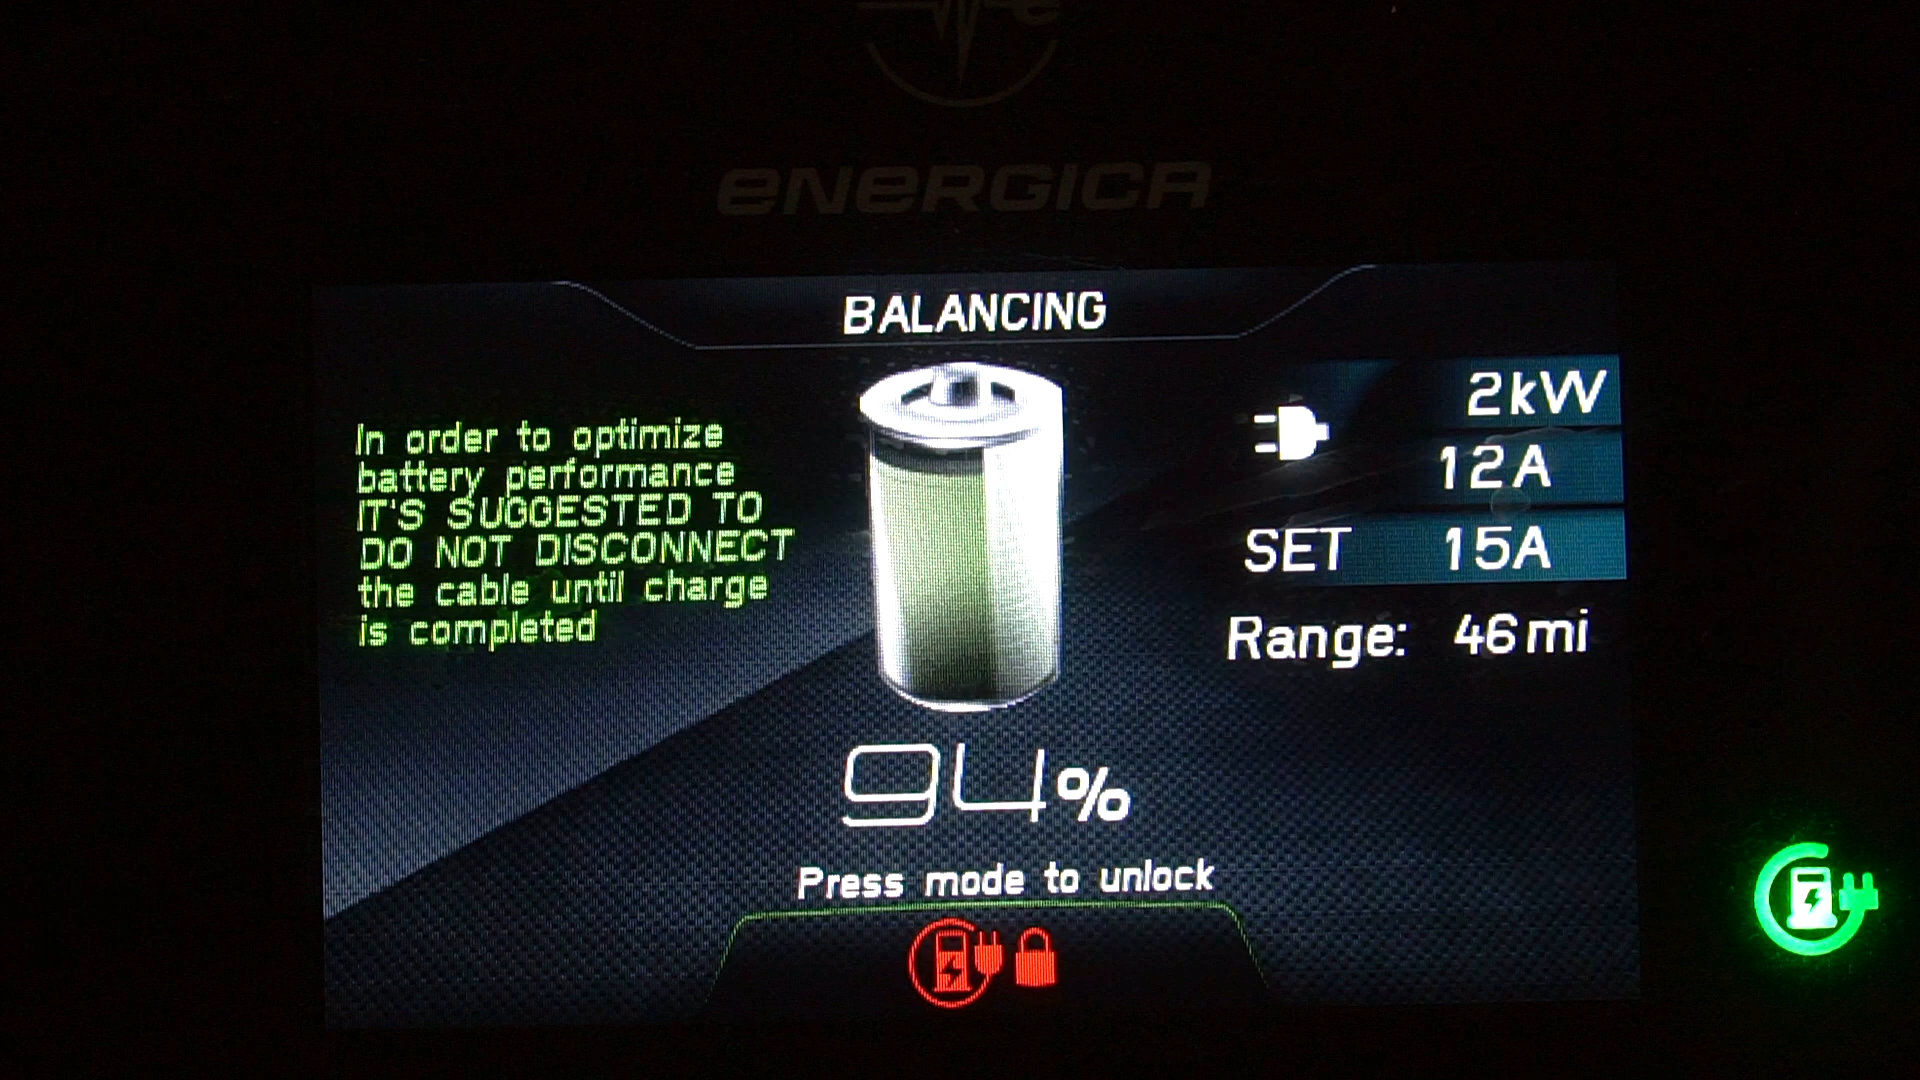 eNeRGICA
BALANCING
In order to optimize
battery performance
IT'S SUGGESTED TO
DO NOT DISCONNECT
the cable until charge
is completed
2kW
12A
SET 15A
Range: 46mi
94%
Press mode to unlock